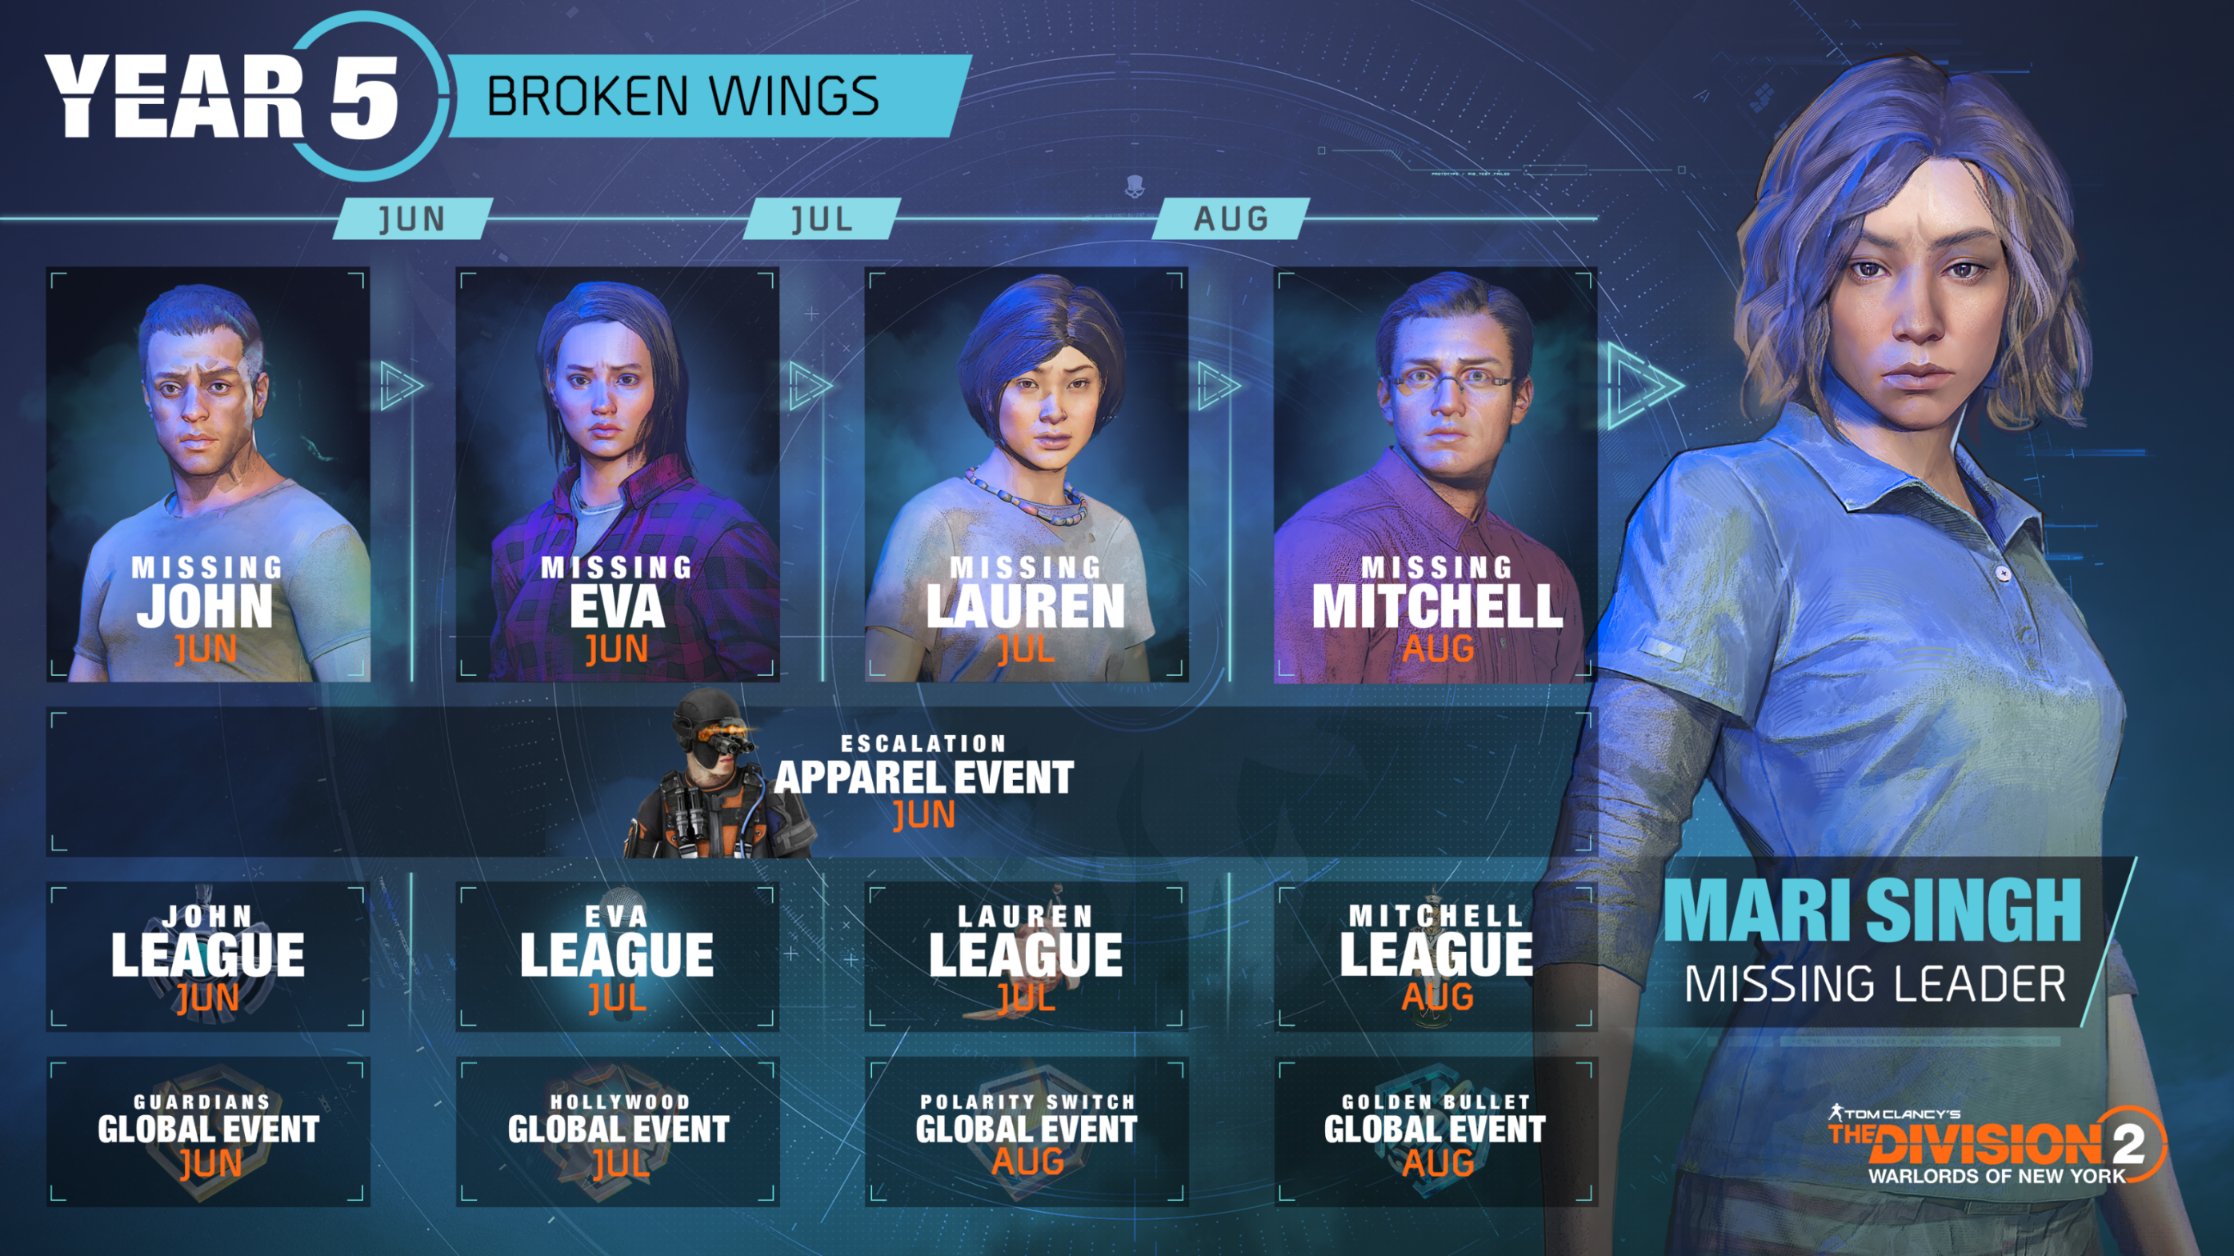 YEAR 5
BROKEN WINGS
JUN
JUL
AUG
MISSING
JOHN
JUN
MISSING
EVA
JUN
MISSING
LAUREN
JUL
MISSING
MITCHELL
AUG
ESCALATION
APPAREL EVENT
JUN
JOHN
LEAGUE
JUN
EVA
LEAGUE
JUL
LAUREN
LEAGUE
JUL
MITCHELL
LEAGUE
AUG
GUARDIANS
GLOBAL EVENT
JUN
HOLLYWOOD
GLOBAL EVENT
JUL
POLARITY SWITCH
GLOBAL EVENT
AUG
GOLDEN BULLET
GLOBAL EVENT
AUG
MARI SINGH
MISSING LEADER
TOM CLANCY'S
THE DIVISION 2
WARLORDS OF NEW YORK